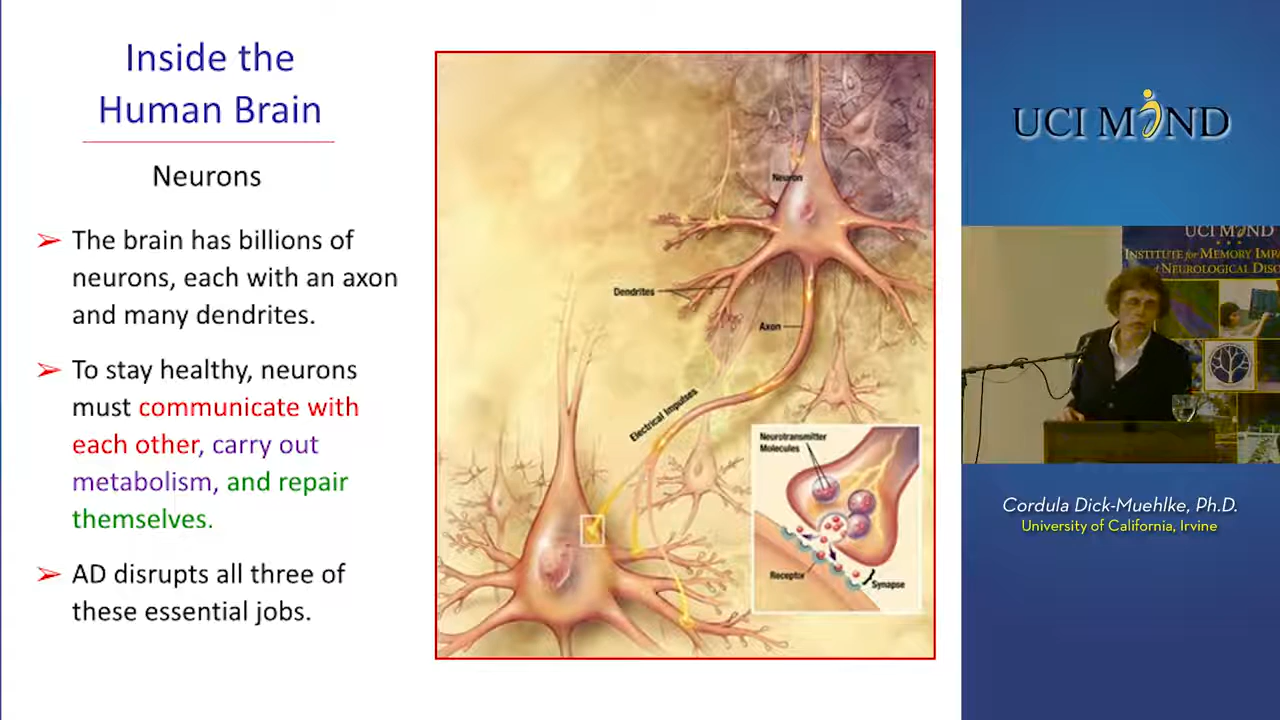 Inside the
Human Brain
Neurons
➢ The brain has billions of
neurons, each with an axon
and many dendrites.
➢ To stay healthy, neurons
must communicate with
each other, carry out
metabolism, and repair
themselves.
➢ AD disrupts all three of
these essential jobs.
Neuron
Dendrites
Axon
Electrical Impulses
Neurotransmitter
Molecules
Receptor
Synapse
UCI MIND
UCI MIND
INSTITUTE for MEMORY IMP
NEUROLOGICAL DISO
Cordula Dick-Muehlke, Ph.D.
University of California, Irvine